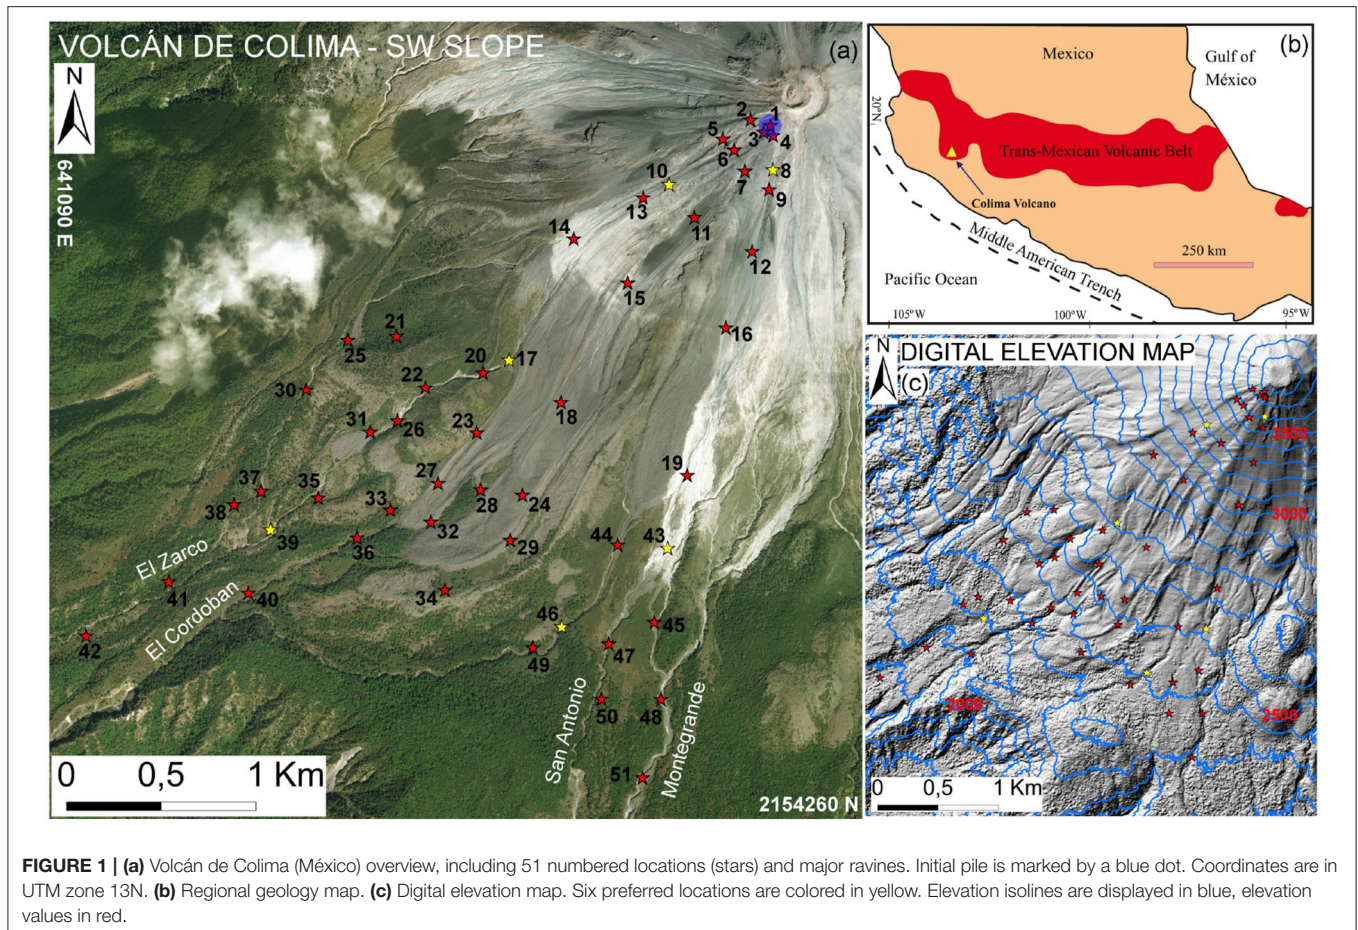 VOLCÁN DE COLIMA - SW SLOPE
(a)
N
641090 E
1
2
3
4
5
6
7
8
9
10
11
12
13
14
15
16
17
18
19
20
21
22
23
24
25
26
27
28
29
30
31
32
33
34
35
36
37
38
39
40
41
42
43
44
45
46
47
48
49
50
51
El Zarco
El Cordoban
San Antonio
Montegrande
0 0,5 1 Km
2154260 N
(b)
Mexico
Gulf of
México
20°N
Trans-Mexican Volcanic Belt
Colima Volcano
Middle American Trench
250 km
Pacific Ocean
105°W
100°W
95°W
N
DIGITAL ELEVATION MAP
(c)
3500
3000
2000
2500
0 0,5 1 Km
FIGURE 1 | (a) Volcán de Colima (México) overview, including 51 numbered locations (stars) and major ravines. Initial pile is marked by a blue dot. Coordinates are in
UTM zone 13N. (b) Regional geology map. (c) Digital elevation map. Six preferred locations are colored in yellow. Elevation isolines are displayed in blue, elevation
values in red.